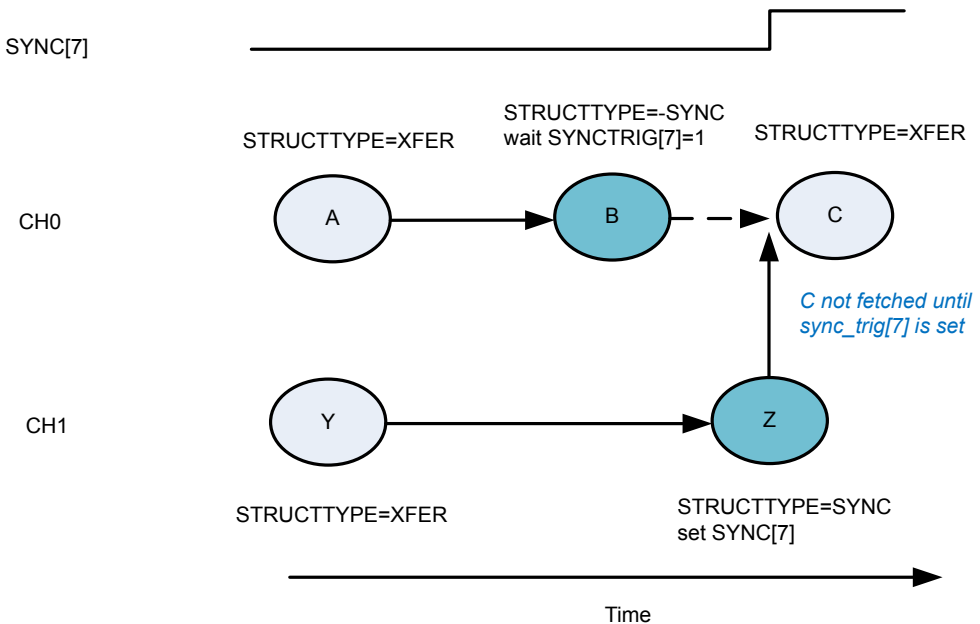 SYNC[7]
STRUCTTYPE=XFER
STRUCTTYPE=-SYNC
wait SYNCTRIG[7]=1
STRUCTTYPE=XFER
CH0
A
B
C
C not fetched until
sync_trig[7] is set
CH1
Y
Z
STRUCTTYPE=XFER
STRUCTTYPE=SYNC
set SYNC[7]
Time